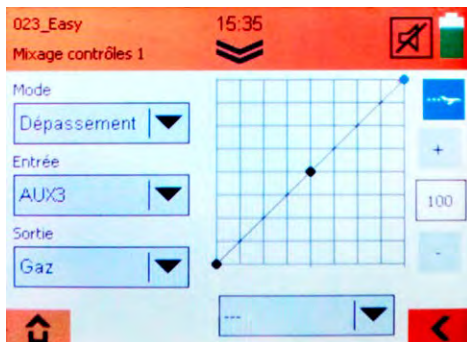 023_Easy
15:35
Mixage contrôles 1
Mode
Dépassement
Entrée
AUX3
Sortie
Gaz
+
100
-
---